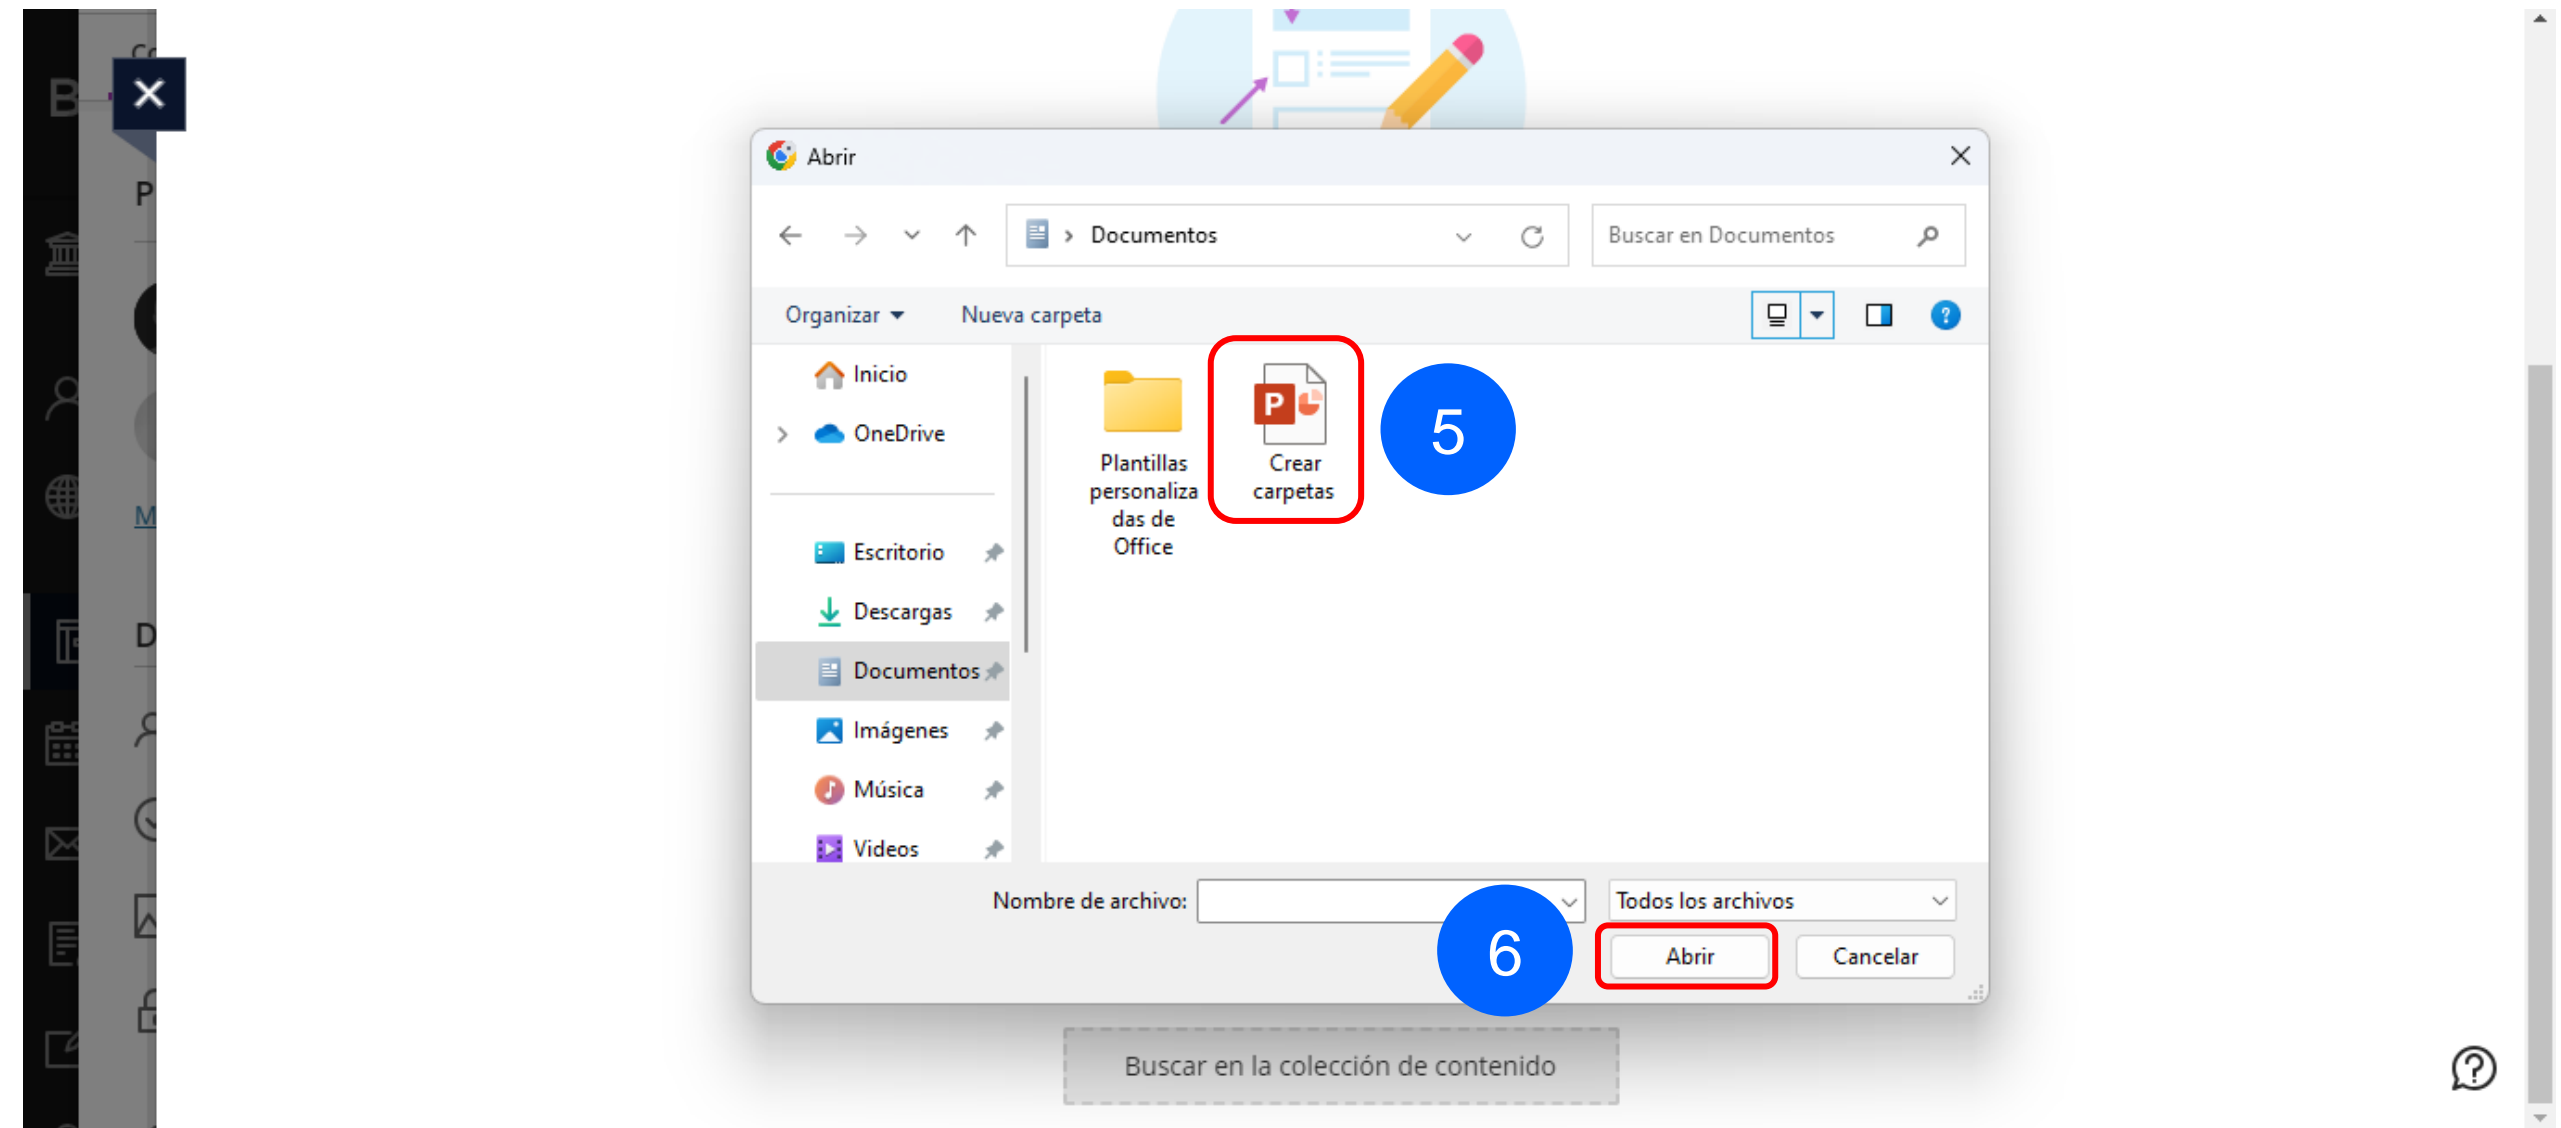 B
P
M
D
Abrir
Documentos
Buscar en Documentos
Organizar
Nueva carpeta
Inicio
OneDrive
Escritorio
Descargas
Documentos
Imágenes
Música
Videos
Plantillas
personaliza
das de
Office
P
Crear
carpetas
5
Nombre de archivo:
Todos los archivos
6
Abrir
Cancelar
Buscar en la colección de contenido